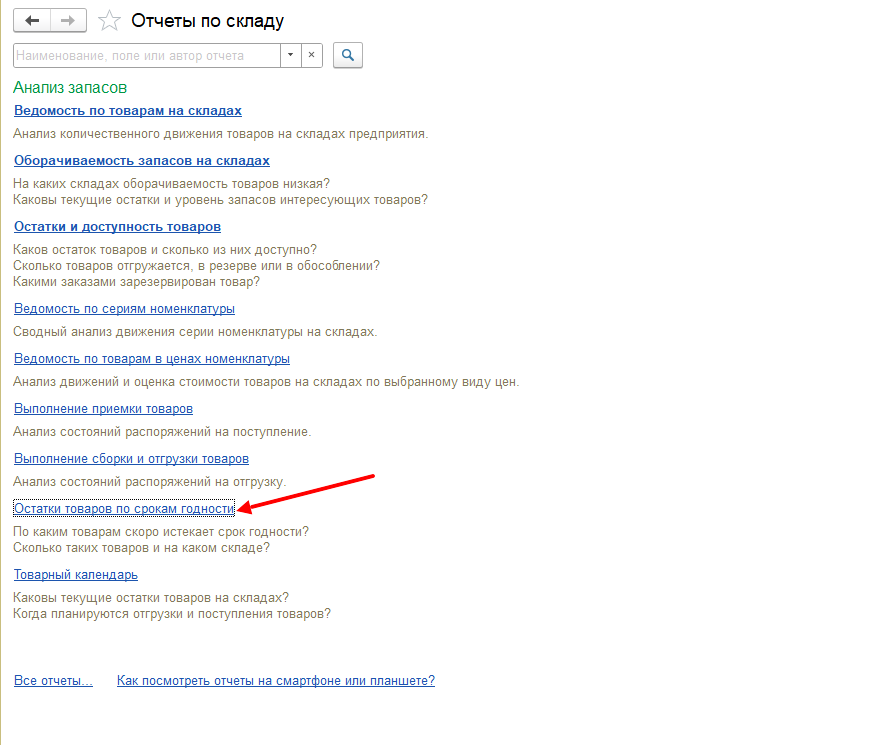 Отчеты по складу
Наименование, поле или автор отчета
Анализ запасов
Ведомость по товарам на складах
Анализ количественного движения товаров на складах предприятия.
Оборачиваемость запасов на складах
На каких складах оборачиваемость товаров низкая?
Каковы текущие остатки и уровень запасов интересующих товаров?
Остатки и доступность товаров
Каков остаток товаров и сколько из них доступно?
Сколько товаров отгружается, в резерве или в обособлении?
Какими заказами зарезервирован товар?
Ведомость по сериям номенклатуры
Сводный анализ движения серии номенклатуры на складах.
Ведомость по товарам в ценах номенклатуры
Анализ движений и оценка стоимости товаров на складах по выбранному виду цен.
Выполнение приемки товаров
Анализ состояний распоряжений на поступление.
Выполнение сборки и отгрузки товаров
Анализ состояний распоряжений на отгрузку.
Остатки товаров по срокам годности
По каким товарам скоро истекает срок годности?
Сколько таких товаров и на каком складе?
Товарный календарь
Каковы текущие остатки товаров на складах?
Когда планируются отгрузки и поступления товаров?
Все отчеты... Как посмотреть отчеты на смартфоне или планшете?